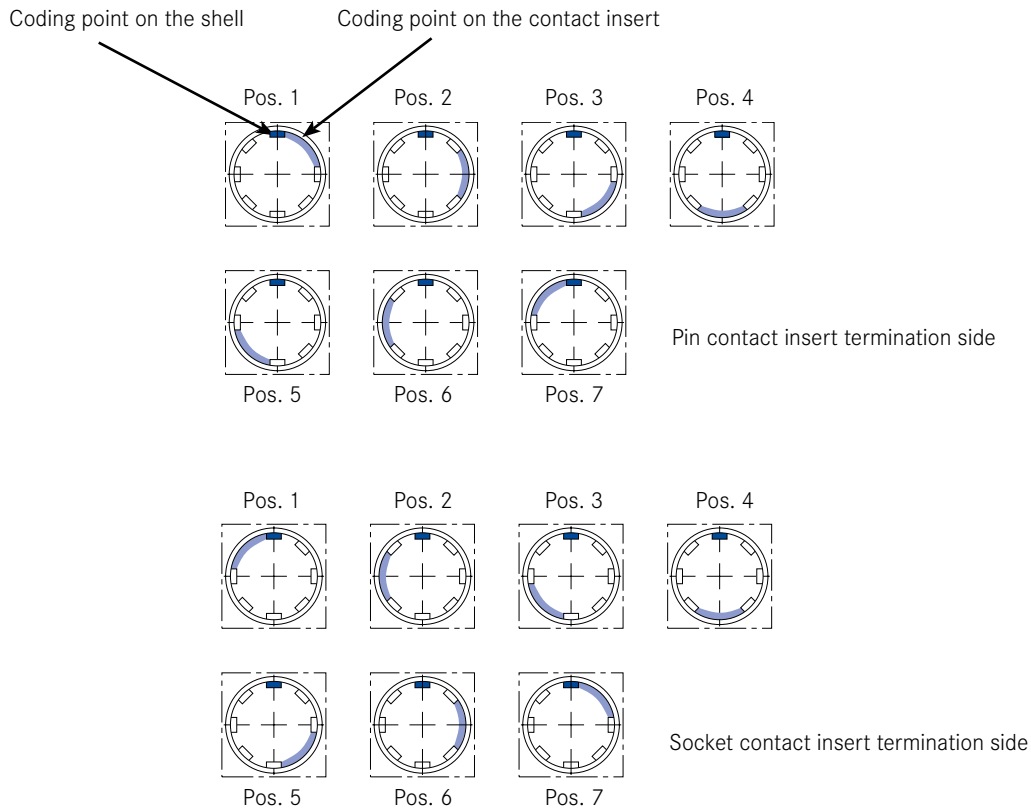 Coding point on the shell
Coding point on the contact insert
Pos. 1
Pos. 2
Pos. 3
Pos. 4
Pin contact insert termination side
Pos. 5
Pos. 6
Pos. 7
Pos. 1
Pos. 2
Pos. 3
Pos. 4
Socket contact insert termination side
Pos. 5
Pos. 6
Pos. 7